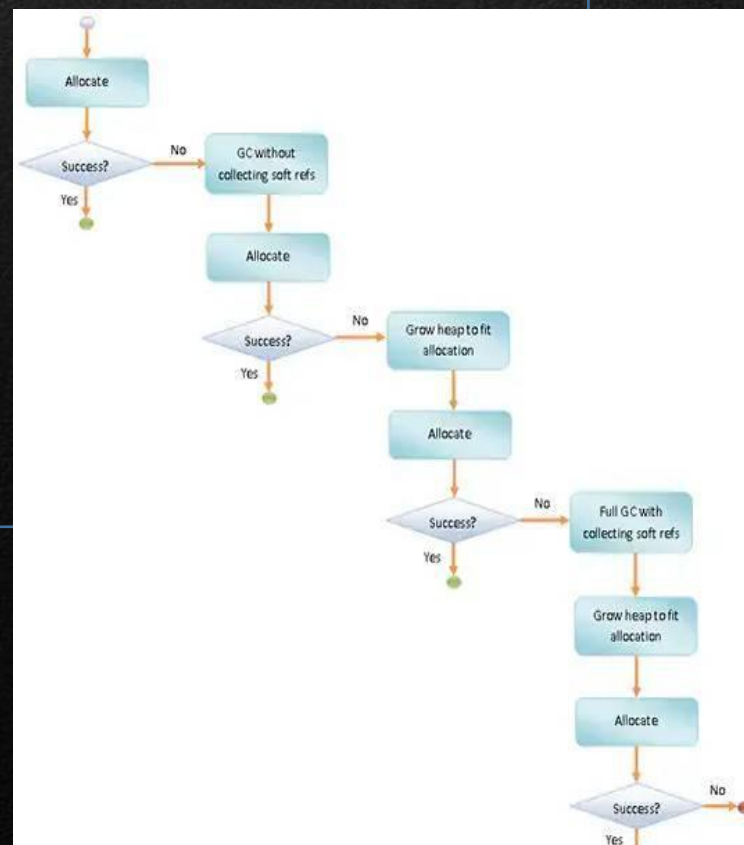 Allocate
Success?
No
Yes
GC without
collecting soft refs
Allocate
Success?
No
Yes
Grow heap to fit
allocation
Allocate
Success?
No
Yes
Full GC with
collecting soft refs
Grow heap to fit
allocation
Allocate
Success?
No
Yes